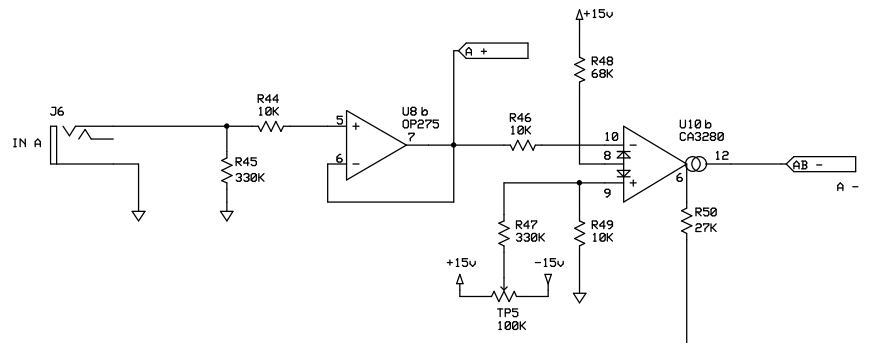 +15v
A +
R48
68K
J6
R44
10K
U8 b
OP275
R46
10K
U10 b
CA3280
IN A
5
7
10
8
12
AB -
R45
330K
6
6
9
A -
R47
330K
R49
10K
R50
27K
+15v
-15v
TP5
100K
+
-
-
+